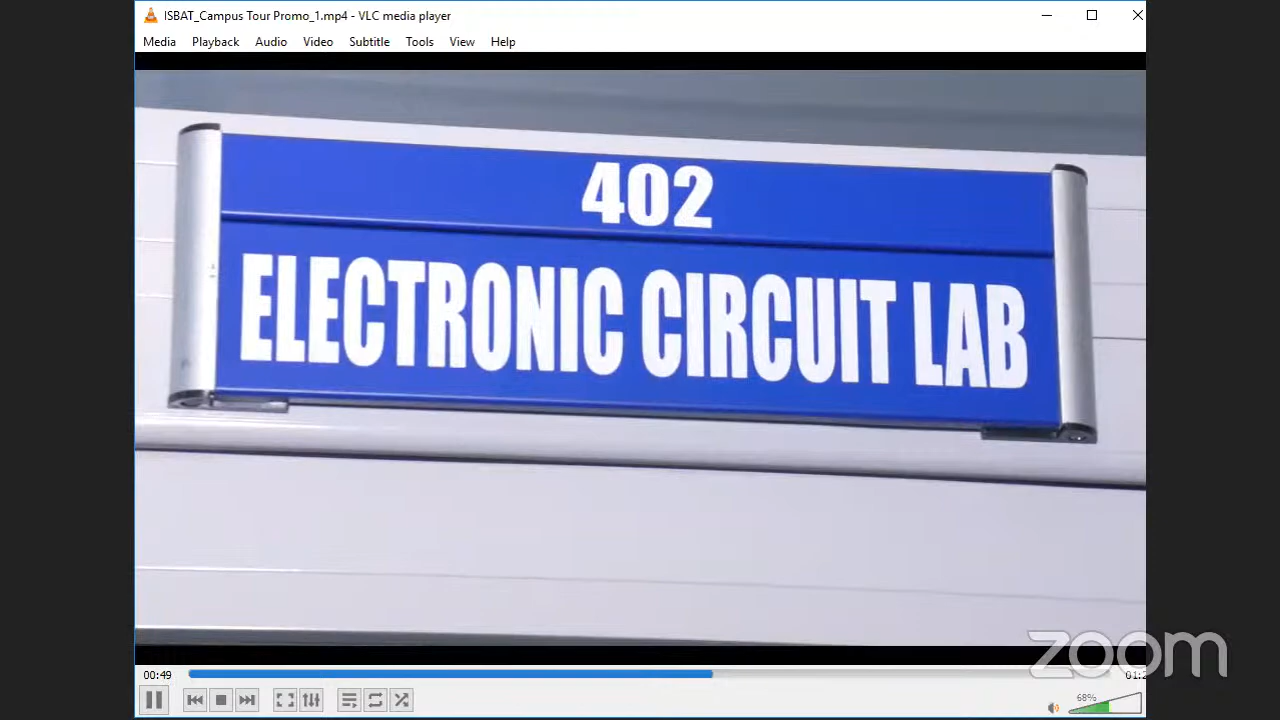 ISBAT_Campus Tour Promo_1.mp4 - VLC media player
Media Playback Audio Video Subtitle Tools View Help
402
ELECTRONIC CIRCUIT LAB
zoom
00:49
68%